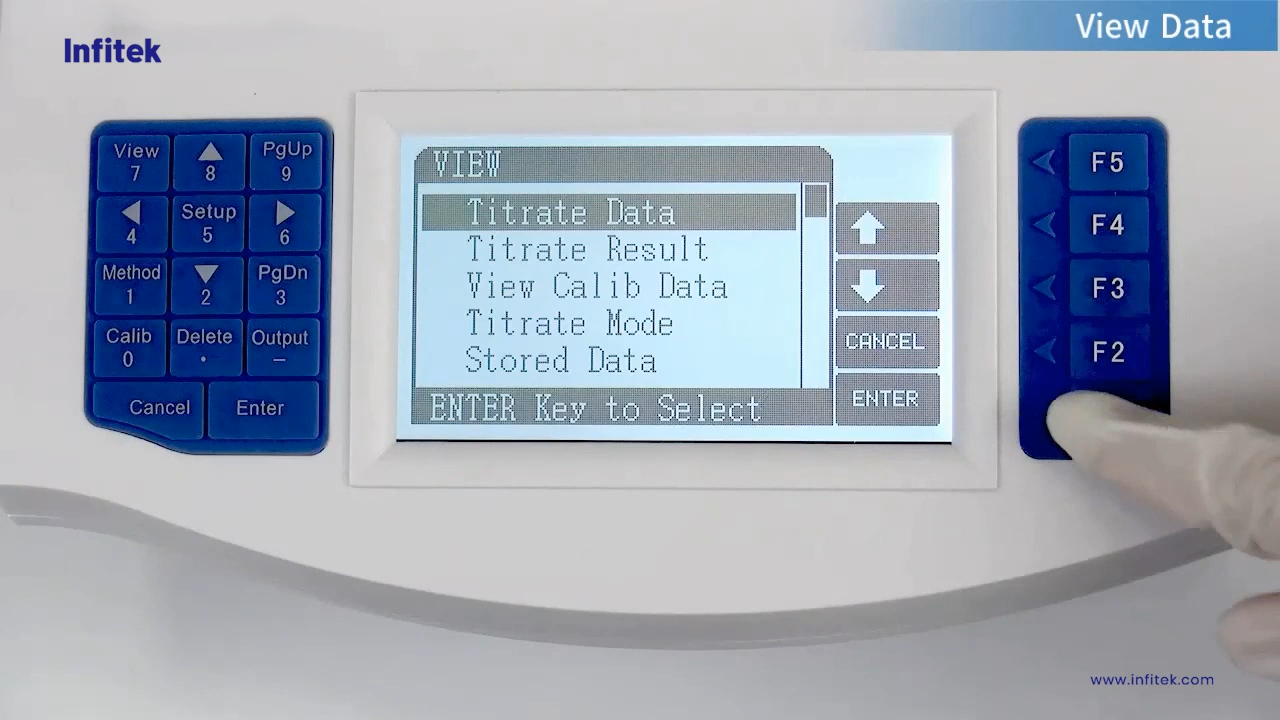 View Data
Infitek
View
7
8
PgUp
9
4
Setup
5
6
Method
1
2
PgDn
3
Calib
0
Delete
.
Output
–
Cancel
Enter
VIEW
Titrate Data
Titrate Result
View Calib Data
Titrate Mode
Stored Data
ENTER Key to Select
CANCEL
ENTER
F5
F4
F3
F2
www.infitek.com